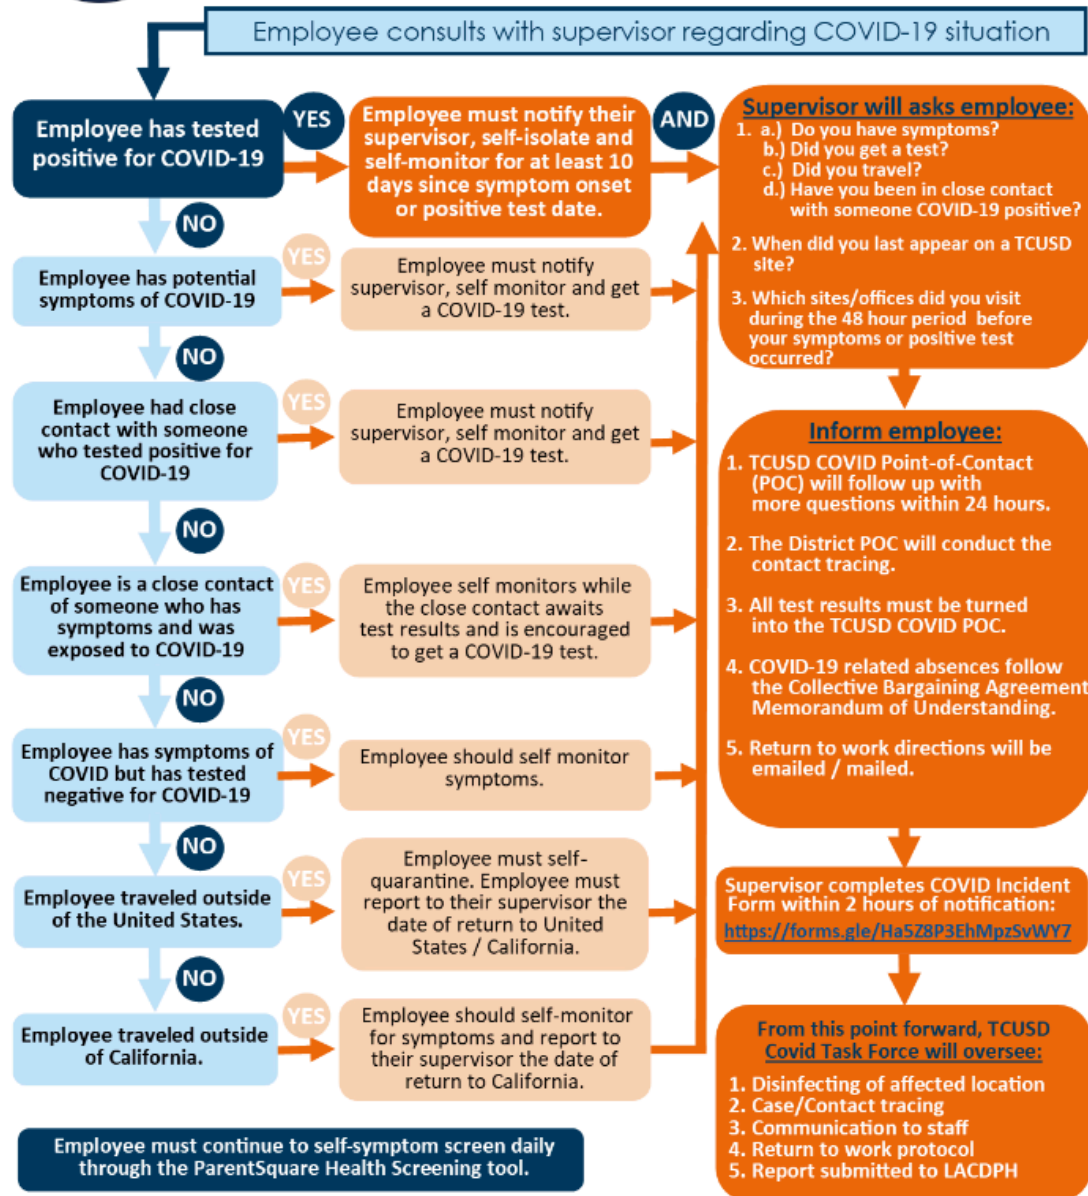 Employee consults with supervisor regarding COVID-19 situation
Employee has tested
positive for COVID-19
YES
Employee must notify their
supervisor, self-isolate and
self-monitor for at least 10
days since symptom onset
or positive test date.
AND
Supervisor will asks employee:
1. a.) Do you have symptoms?
b.) Did you get a test?
c.) Did you travel?
d.) Have you been in close contact
with someone COVID-19 positive?
2. When did you last appear on a TCUSD
site?
3. Which sites/offices did you visit
during the 48 hour period before
your symptoms or positive test
occurred?
NO
Employee has potential
symptoms of COVID-19
YES
Employee must notify
supervisor, self monitor and get
a COVID-19 test.
NO
Employee had close
contact with someone
who tested positive for
COVID-19
YES
Employee must notify
supervisor, self monitor and get
a COVID-19 test.
NO
Employee is a close contact
of someone who has
symptoms and was
exposed to COVID-19
YES
Employee self monitors while
the close contact awaits
test results and is encouraged
to get a COVID-19 test.
NO
Employee has symptoms of
COVID but has tested
negative for COVID-19
YES
Employee should self monitor
symptoms.
NO
Employee traveled outside
of the United States.
YES
Employee must self-
quarantine. Employee must
report to their supervisor the
date of return to United
States / California.
NO
Employee traveled outside
of California.
YES
Employee should self-monitor
for symptoms and report to
their supervisor the date of
return to California.
Inform employee:
1. TCUSD COVID Point-of-Contact
(POC) will follow up with
more questions within 24 hours.
2. The District POC will conduct the
contact tracing.
3. All test results must be turned
into the TCUSD COVID POC.
4. COVID-19 related absences follow
the Collective Bargaining Agreement
Memorandum of Understanding.
5. Return to work directions will be
emailed / mailed.
Supervisor completes COVID Incident
Form within 2 hours of notification:
https://forms.gle/Ha5Z8P3EhMpzSvWY7
From this point forward, TCUSD
Covid Task Force will oversee:
1. Disinfecting of affected location
2. Case/Contact tracing
3. Communication to staff
4. Return to work protocol
5. Report submitted to LACDPH
Employee must continue to self-symptom screen daily
through the ParentSquare Health Screening tool.